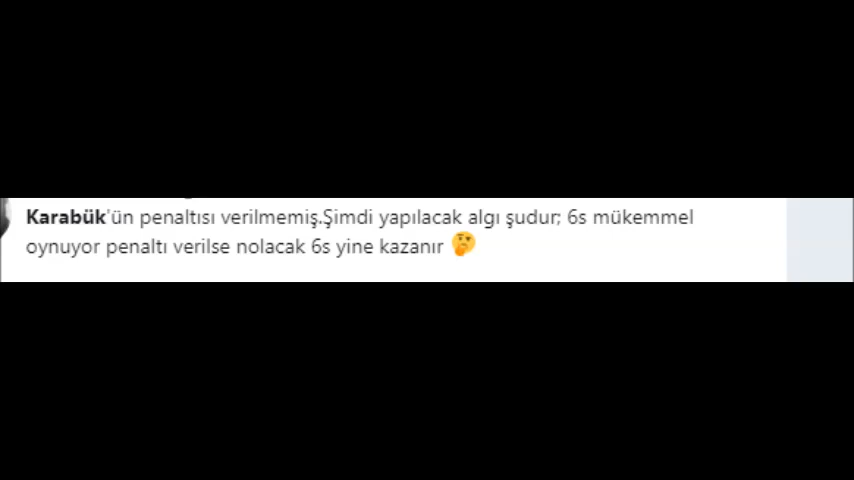 Karabük'ün penaltısı verilmemiş.Şimdi yapılacak algı şudur; 6s mükemmel
oynuyor penaltı verilse nolacak 6s yine kazanır 🤔